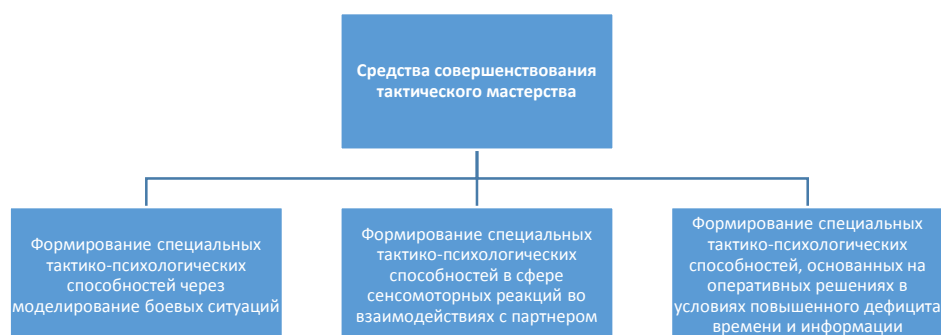 Средства совершенствования
тактического мастерства
Формирование специальных
тактико-психологических
способностей через
моделирование боевых ситуаций
Формирование специальных
тактико-психологических
способностей в сфере
сенсомоторных реакций во
взаимодействиях с партнером
Формирование специальных
тактико-психологических
способностей, основанных на
оперативных решениях в
условиях повышенного дефицита
времени и информации